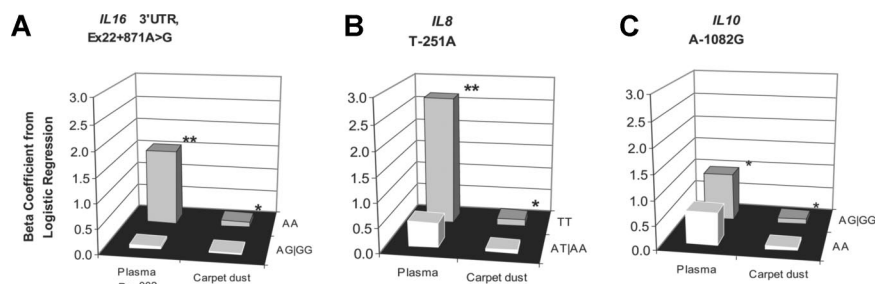 A
IL16 3'UTR,
Ex22+871A>G
Beta Coefficient from
Logistic Regression
3.0
2.5
2.0
1.5
1.0
0.5
0.0
**
*
AA
AG|GG
Plasma
Carpet dust
B
IL8
T-251A
3.0
2.5
2.0
1.5
1.0
0.5
0.0
**
*
TT
AT|AA
Plasma
Carpet dust
C
IL10
A-1082G
3.0
2.5
2.0
1.5
1.0
0.5
0.0
*
*
AG|GG
AA
Plasma
Carpet dust